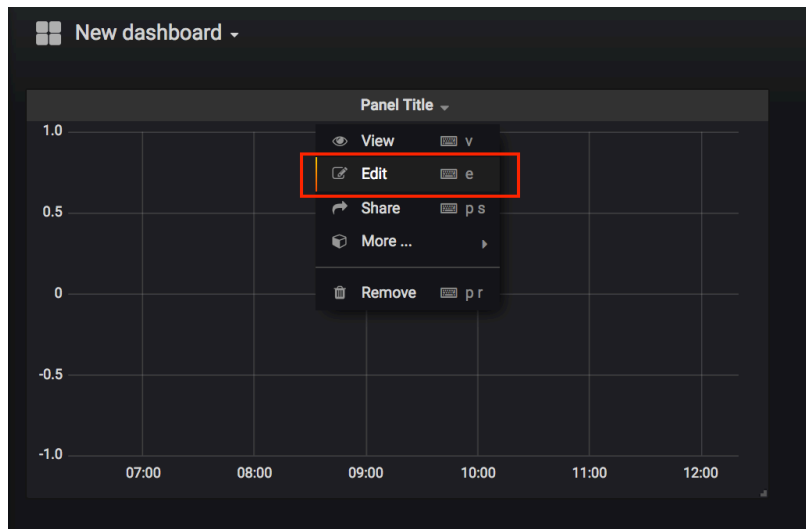 New dashboard
Panel Title
1.0
0.5
0
-0.5
-1.0
View v
Edit e
Share p s
More ...
Remove p r
07:00 08:00 09:00 10:00 11:00 12:00